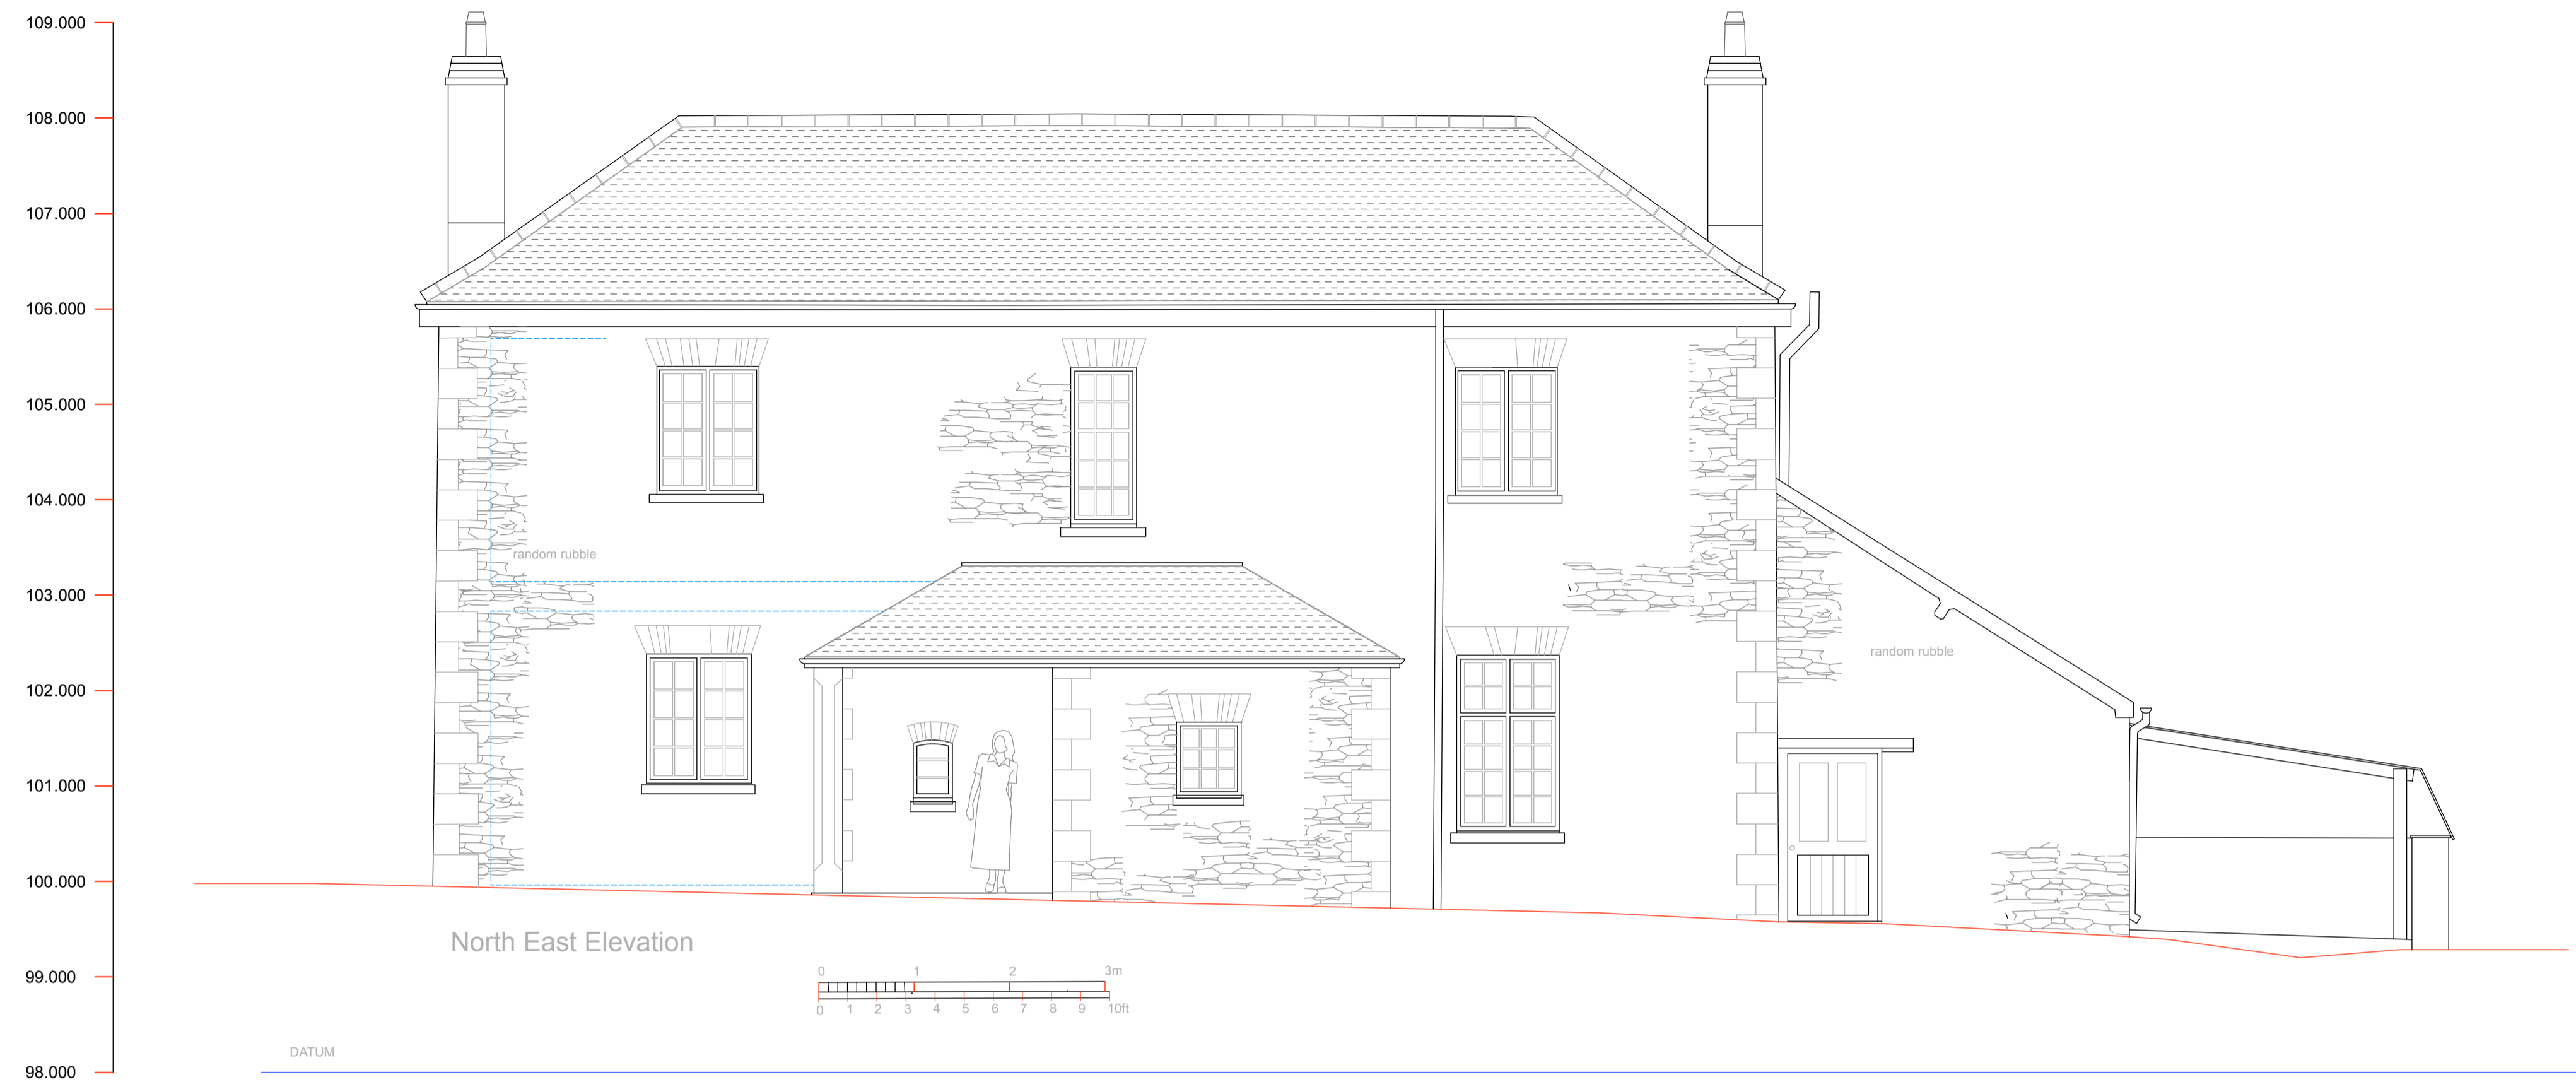 109.000
108.000
107.000
106.000
105.000
104.000
103.000
102.000
101.000
100.000
99.000
98.000
random rubble
random rubble
North East Elevation
0 1 2 3m
0 1 2 3 4 5 6 7 8 9 10ft
DATUM